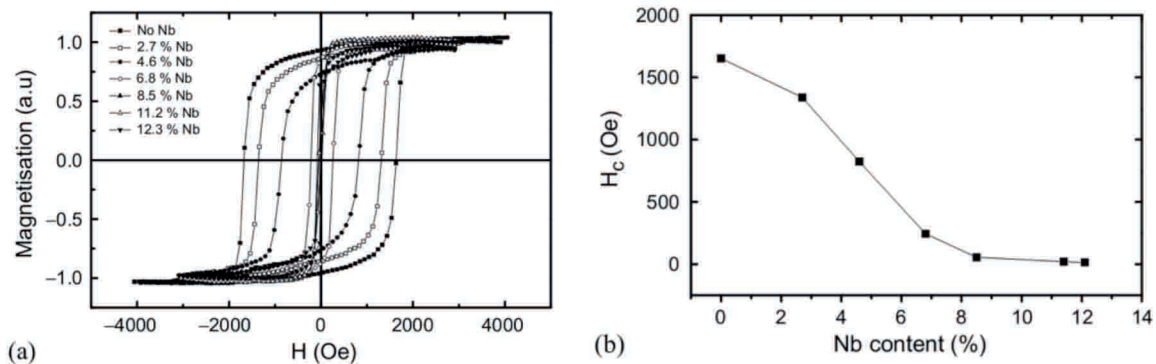 No Nb
2.7 % Nb
4.6 % Nb
6.8 % Nb
8.5 % Nb
11.2 % Nb
12.3 % Nb
1.0
0.5
0.0
−0.5
−1.0
Magnetisation (a.u)
−4000 −2000 0 2000 4000
H (Oe)
(a)
2000
1500
1000
500
0
H_C (Oe)
0 2 4 6 8 10 12 14
Nb content (%)
(b)